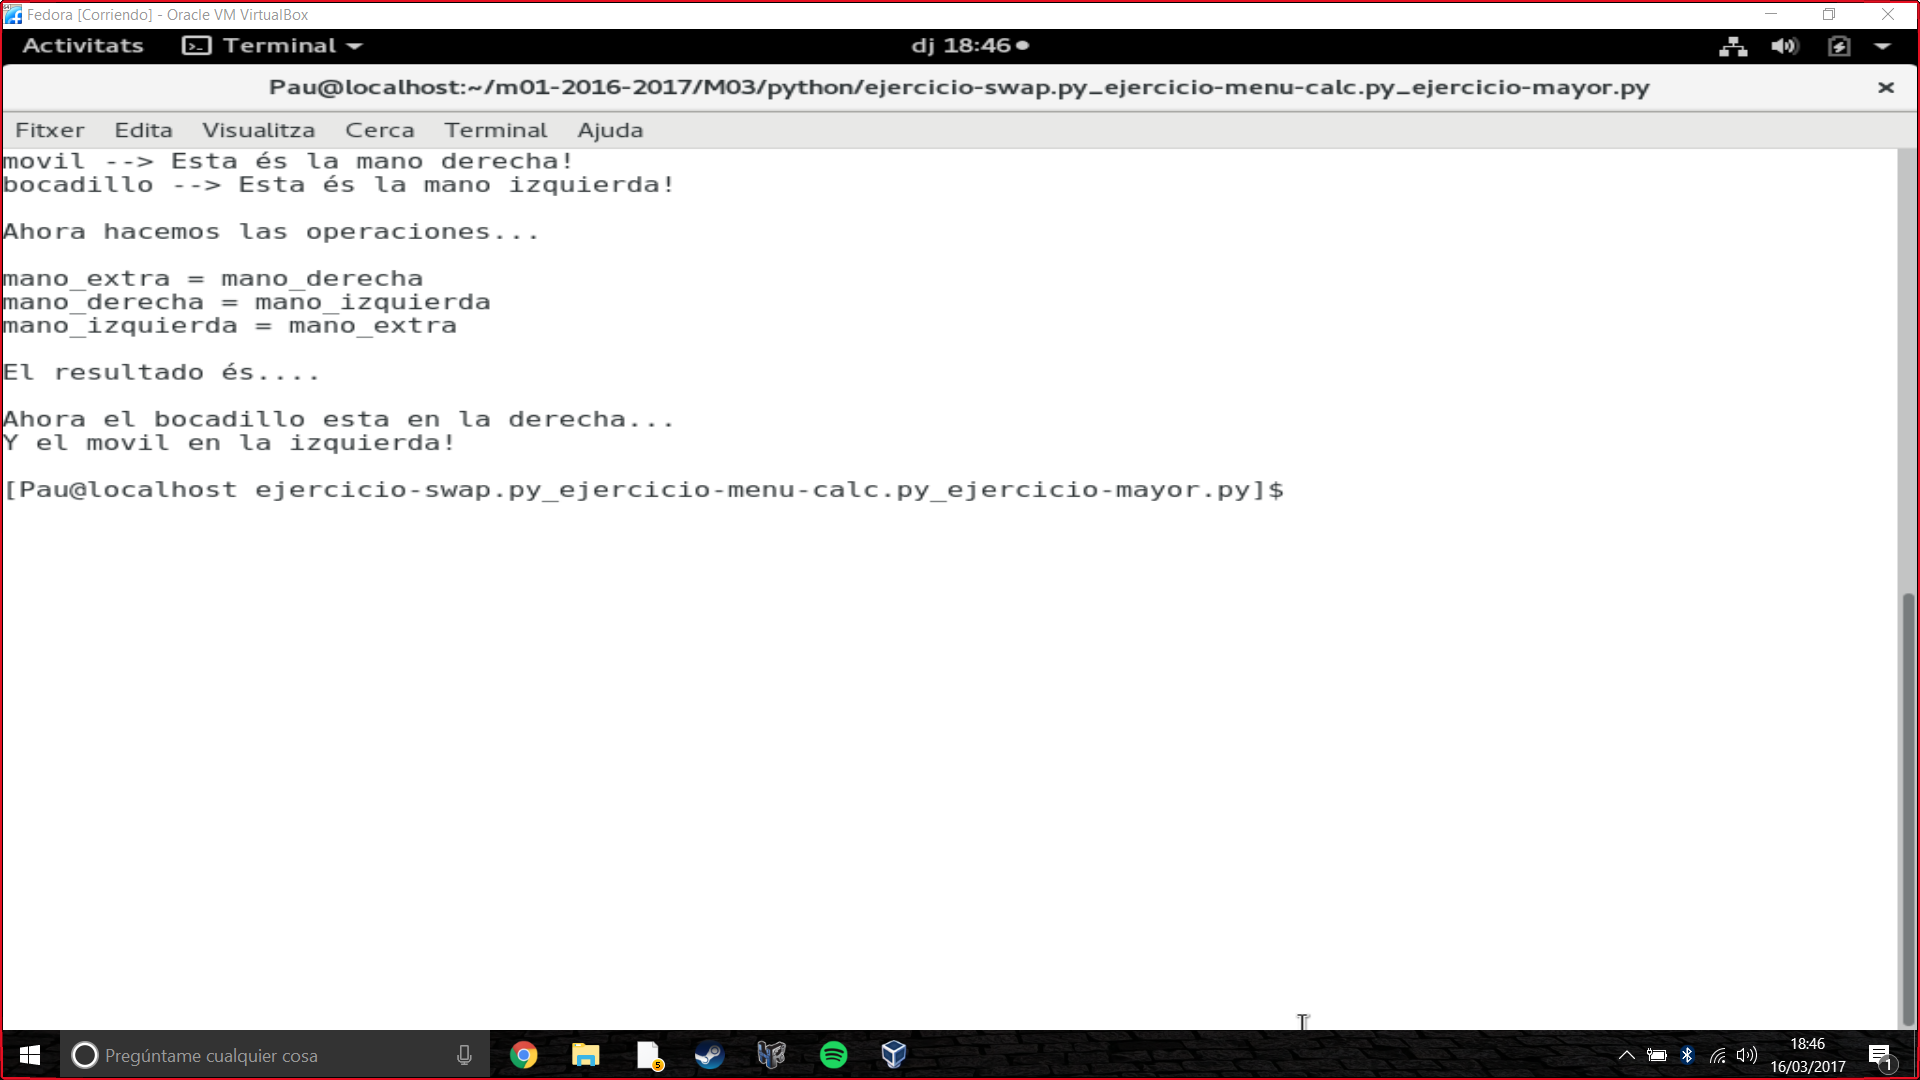 Fedora [Corriendo] - Oracle VM VirtualBox
Activitats Terminal dj 18:46
Pau@localhost:~/m01-2016-2017/M03/python/ejercicio-swap.py_ejercicio-menu-calc.py_ejercicio-mayor.py
Fitxer Edita Visualitza Cerca Terminal Ajuda
movil --> Esta és la mano derecha!
bocadillo --> Esta és la mano izquierda!
Ahora hacemos las operaciones...
mano_extra = mano_derecha
mano_derecha = mano_izquierda
mano_izquierda = mano_extra
El resultado és....
Ahora el bocadillo esta en la derecha...
Y el movil en la izquierda!
[Pau@localhost ejercicio-swap.py_ejercicio-menu-calc.py_ejercicio-mayor.py]$
Pregúntame cualquier cosa
5
18:46
16/03/2017
1